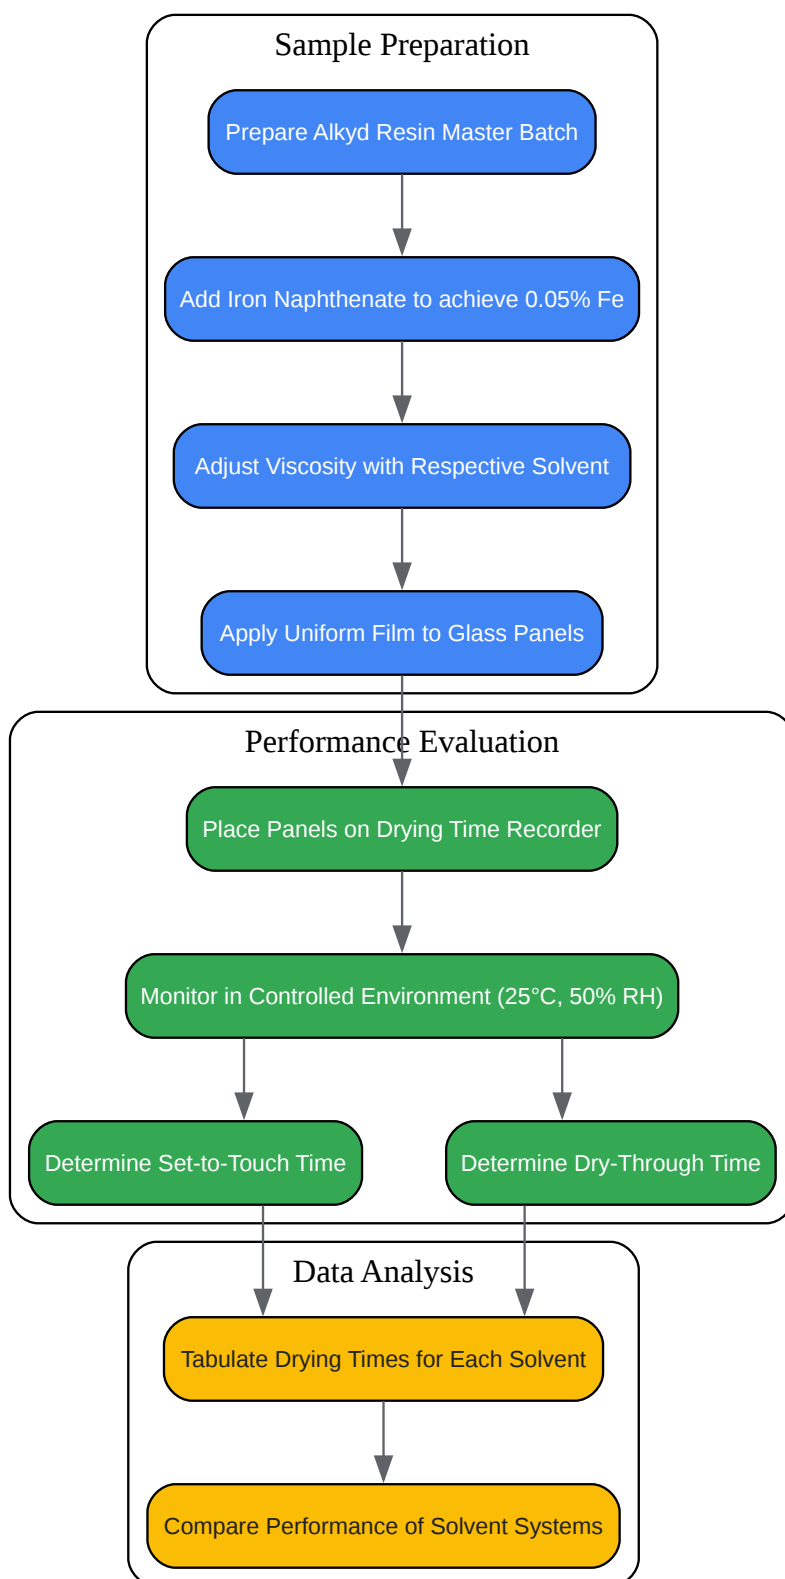 Sample Preparation
Prepare Alkyd Resin Master Batch
Add Iron Naphthenate to achieve 0.05% Fe
Adjust Viscosity with Respective Solvent
Apply Uniform Film to Glass Panels
Performance Evaluation
Place Panels on Drying Time Recorder
Monitor in Controlled Environment (25°C, 50% RH)
Determine Set-to-Touch Time
Determine Dry-Through Time
Data Analysis
Tabulate Drying Times for Each Solvent
Compare Performance of Solvent Systems